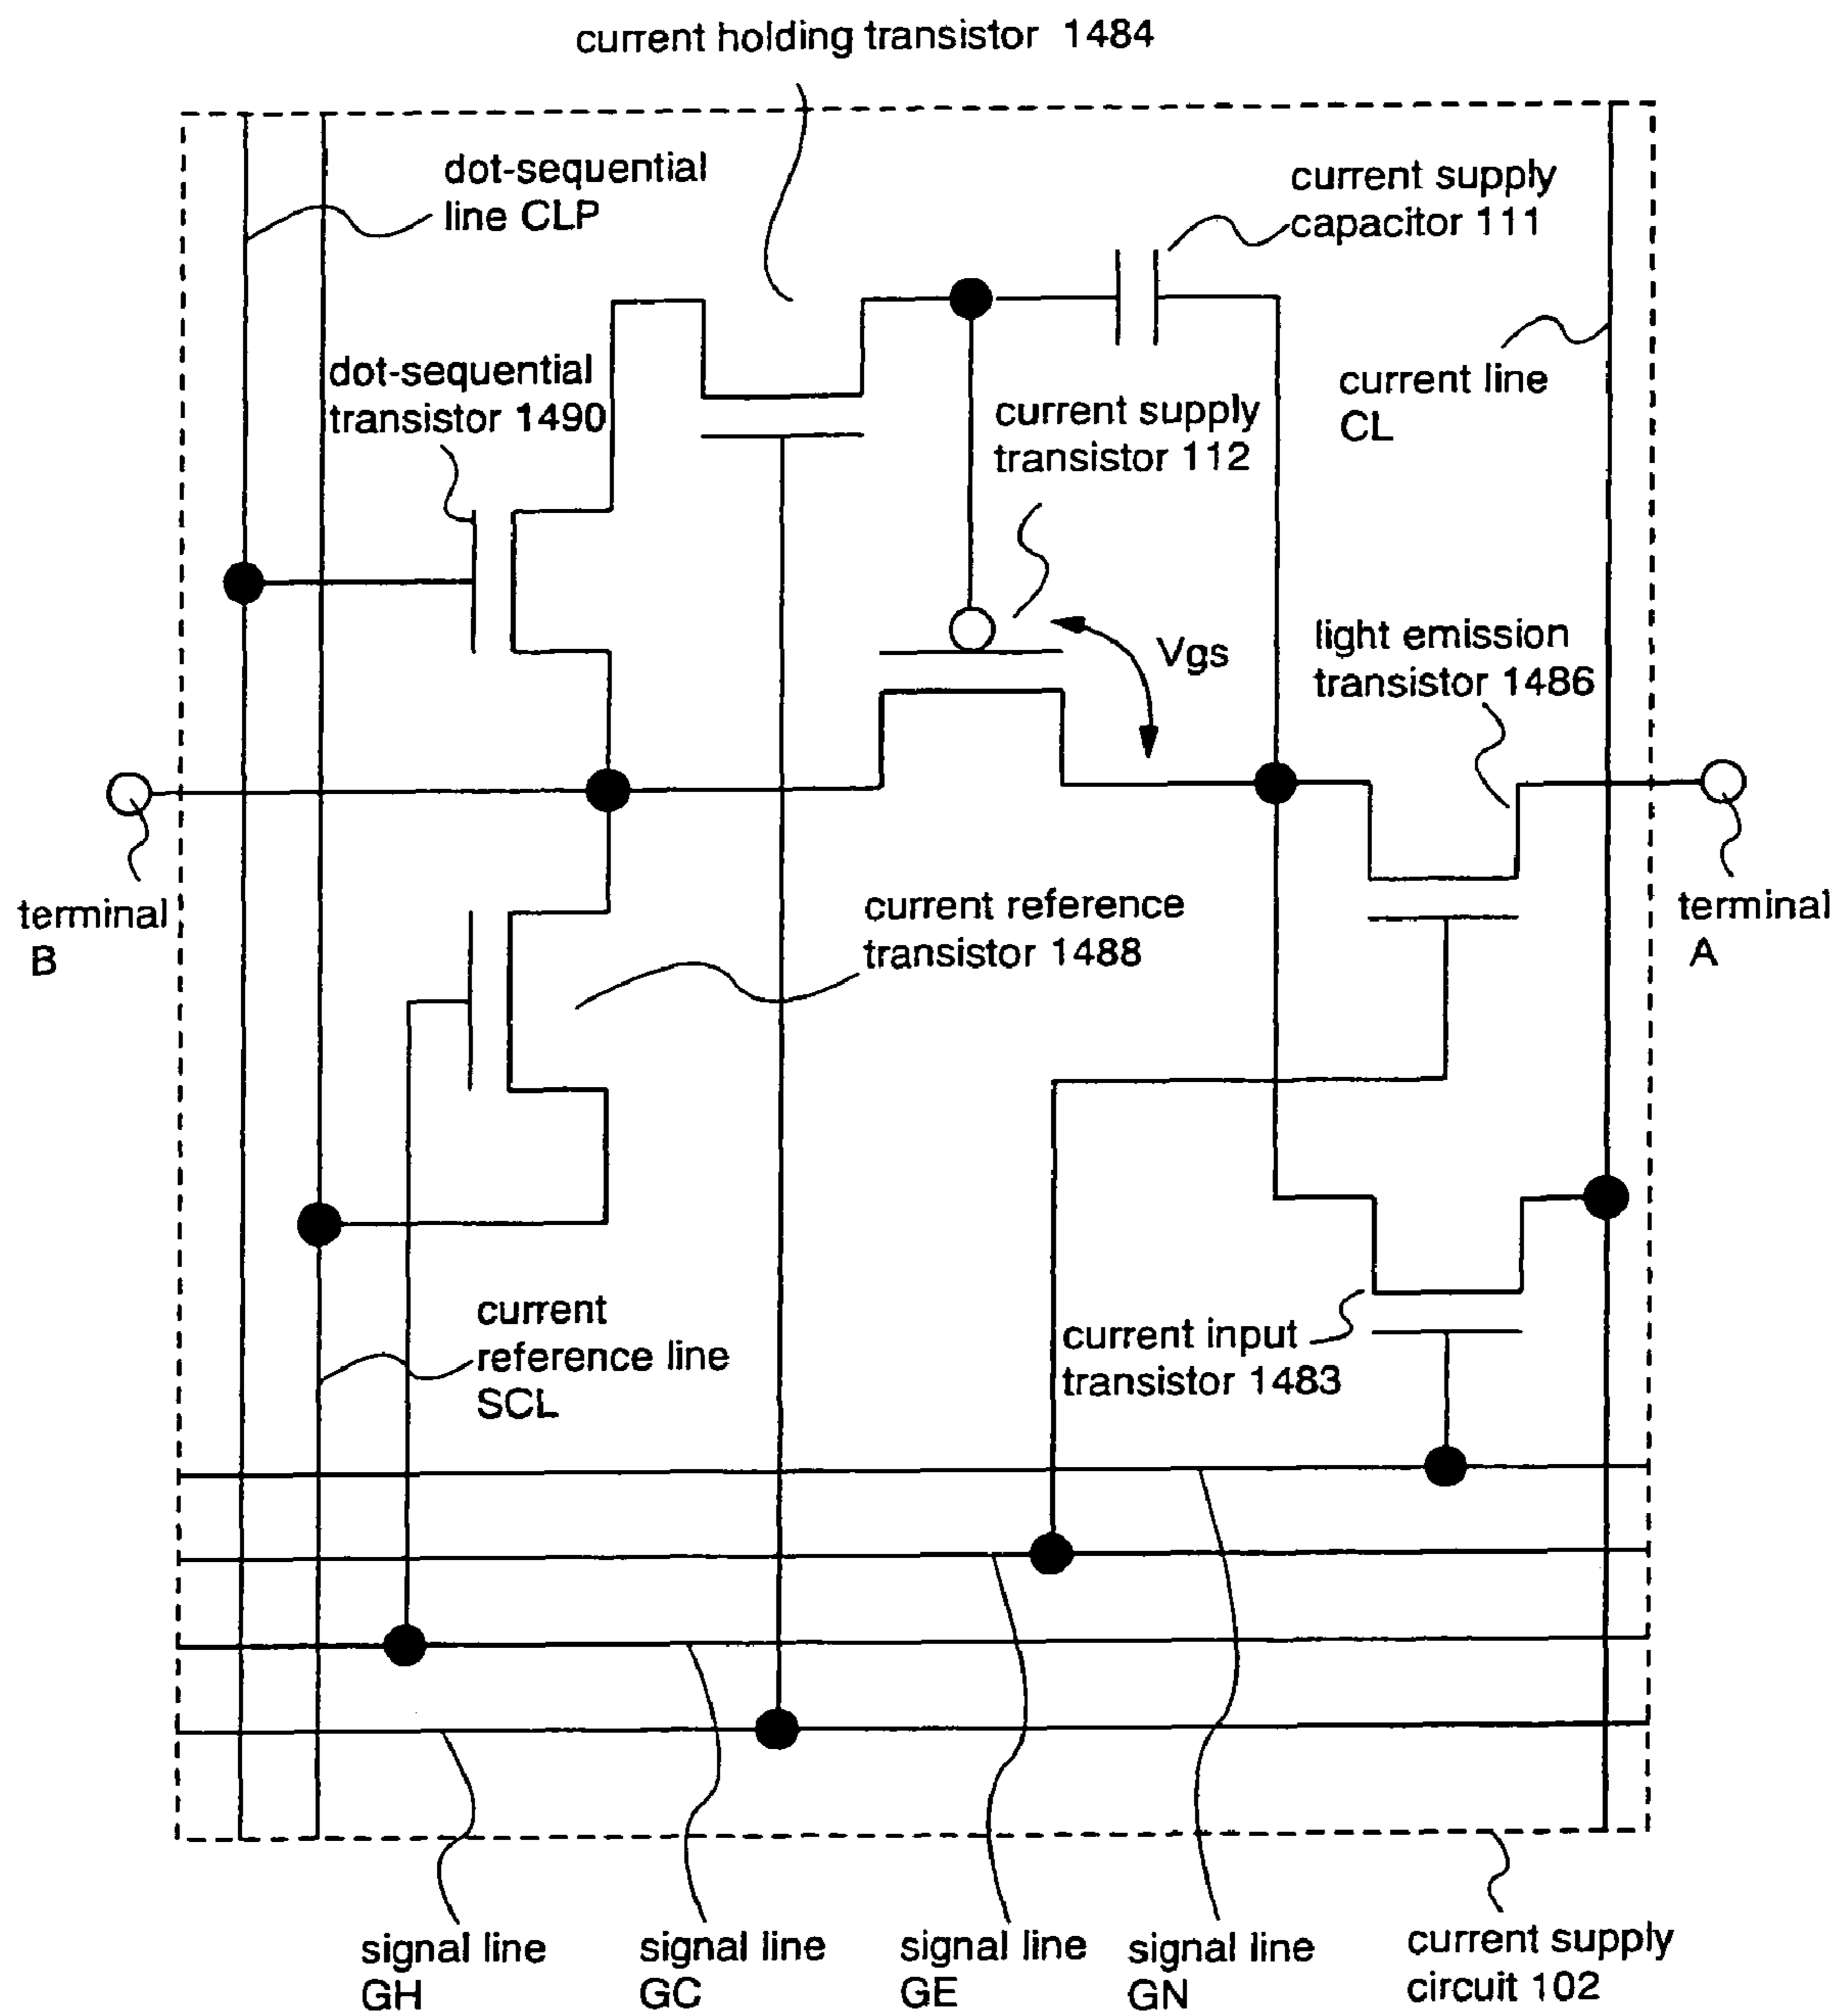 current holding transistor 1484
dot-sequential
line CLP
current supply
capacitor 111
dot-sequential
transistor 1490
current supply
transistor 112
current line
CL
Vgs
light emission
transistor 1486
terminal
B
current reference
transistor 1488
terminal
A
current
reference line
SCL
current input
transistor 1483
signal line
GH
signal line
GC
signal line
GE
signal line
GN
current supply
circuit 102